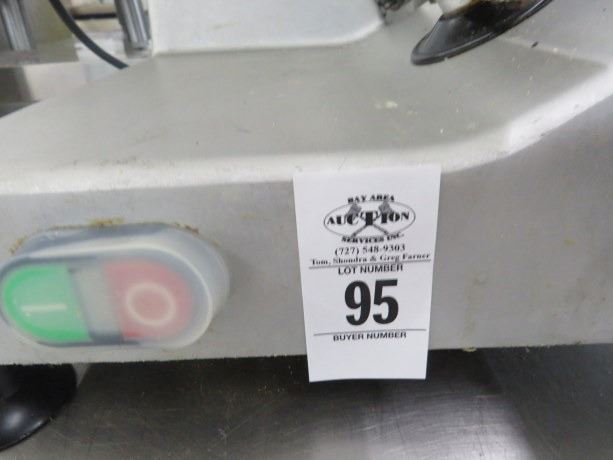 BAY AREA
AUCTION
SERVICES INC.
(727) 548-9303
Tom, Shondra & Greg Farner
LOT NUMBER
95
BUYER NUMBER
I
O